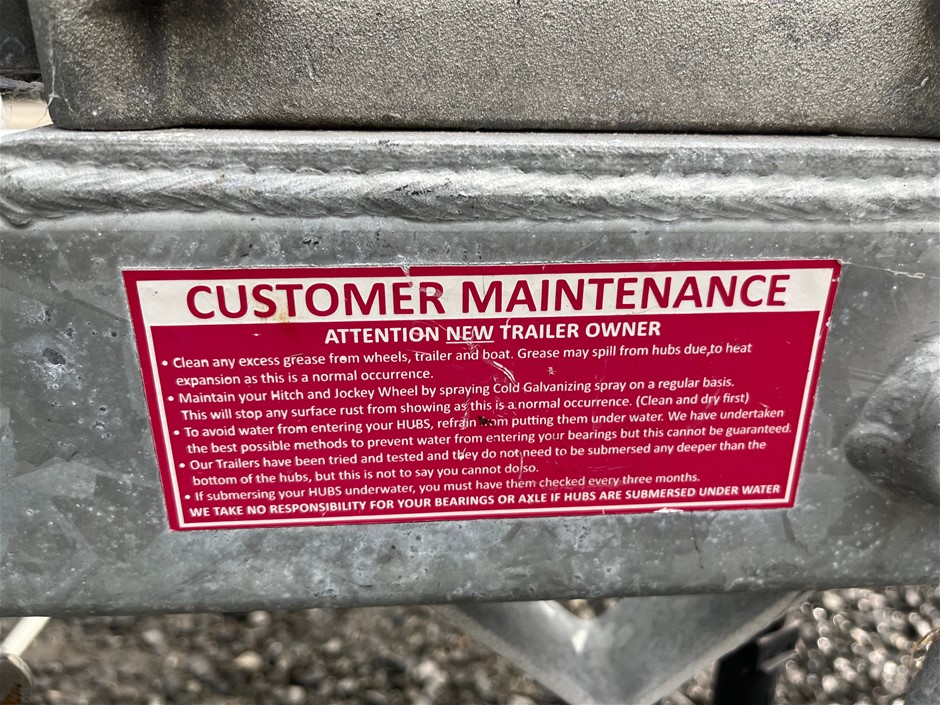 CUSTOMER MAINTENANCE
ATTENTION NEW TRAILER OWNER
• Clean any excess grease from wheels, trailer and boat. Grease may spill from hubs due to heat
expansion as this is a normal occurrence.
• Maintain your Hitch and Jockey Wheel by spraying Cold Galvanizing spray on a regular basis.
This will stop any surface rust from showing as this is a normal occurrence. (Clean and dry first)
• To avoid water from entering your HUBS, refrain from putting them under water. We have undertaken
the best possible methods to prevent water from entering your bearings but this cannot be guaranteed.
• Our Trailers have been tried and tested and they do not need to be submersed any deeper than the
bottom of the hubs, but this is not to say you cannot do so.
• If submersing your HUBS underwater, you must have them checked every three months.
WE TAKE NO RESPONSIBILITY FOR YOUR BEARINGS OR AXLE IF HUBS ARE SUBMERSED UNDER WATER